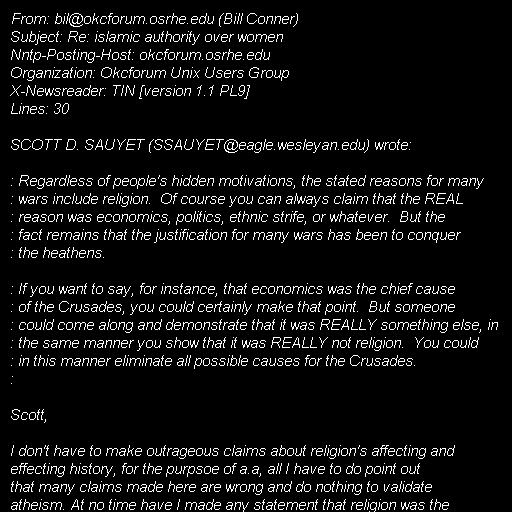 From: bil@okcforum.osrhe.edu (Bill Conner)
Subject: Re: islamic authority over women
Nntp-Posting-Host: okcforum.osrhe.edu
Organization: Okcforum Unix Users Group
X-Newsreader: TIN [version 1.1 PL9]
Lines: 30

SCOTT D. SAUYET (SSAUYET@eagle.wesleyan.edu) wrote:

: Regardless of people's hidden motivations, the stated reasons for many
: wars include religion.  Of course you can always claim that the REAL
: reason was economics, politics, ethnic strife, or whatever.  But the
: fact remains that the justification for many wars has been to conquer
: the heathens.

: If you want to say, for instance, that economics was the chief cause
: of the Crusades, you could certainly make that point.  But someone
: could come along and demonstrate that it was REALLY something else, in
: the same manner you show that it was REALLY not religion.  You could
: in this manner eliminate all possible causes for the Crusades.
:

Scott,

I don't have to make outrageous claims about religion's affecting and
effecting history, for the purpsoe of a.a, all I have to do point out
that many claims made here are wrong and do nothing to validate
atheism. At no time have I made any statement that religion was the